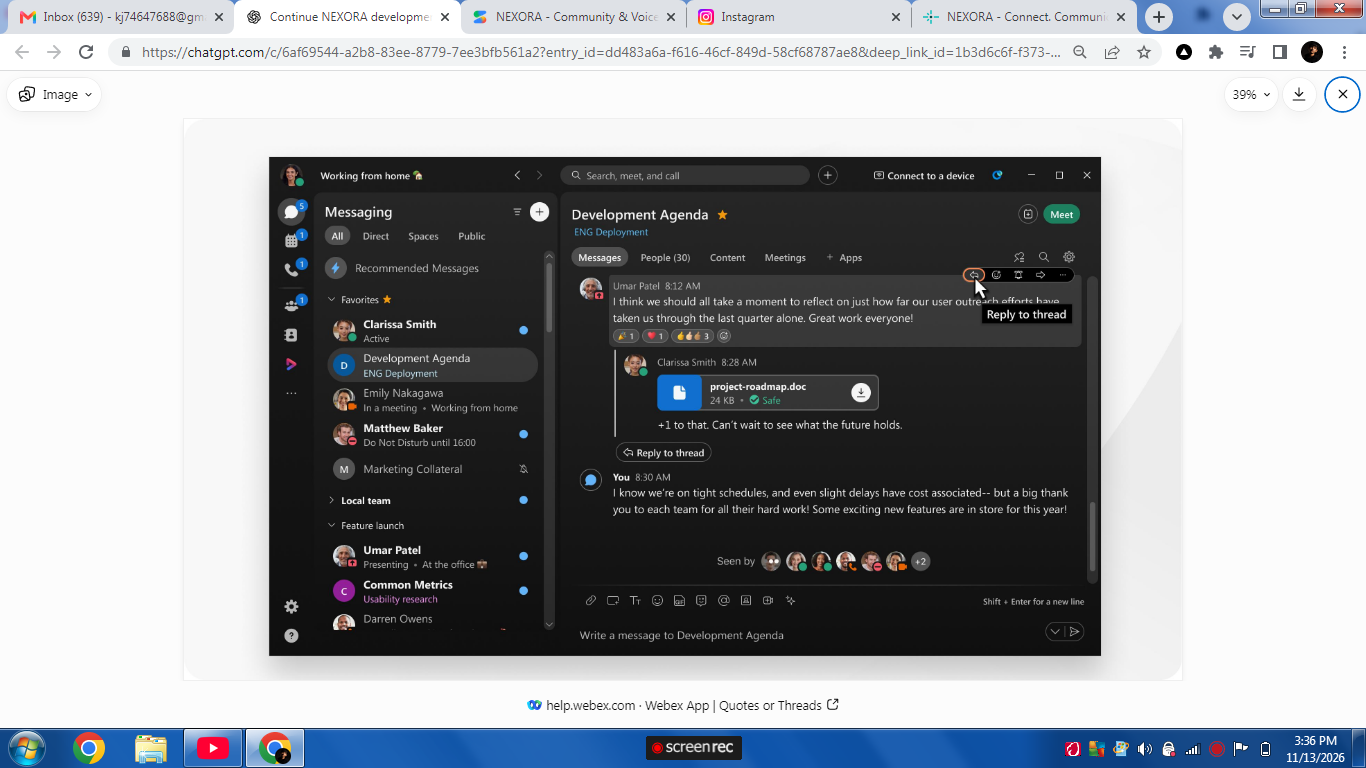 Inbox (639) - kj74647688@gm
Continue NEXORA developme
NEXORA - Community & Voice
Instagram
NEXORA - Connect. Communi
https://chatgpt.com/c/6af69544-a2b8-83ee-8779-7ee3bfb561a2?entry_id=dd483a6a-f616-46cf-849d-58cf68787ae8&deep_link_id=1b3d6c6f-f373-...
Image
39%
Working from home
Search, meet, and call
Connect to a device
5
1
1
1
Messaging
All Direct Spaces Public
Recommended Messages
Favorites
Clarissa Smith
Active
D
Development Agenda
ENG Deployment
Emily Nakagawa
In a meeting • Working from home
Matthew Baker
Do Not Disturb until 16:00
M
Marketing Collateral
Local team
Feature launch
Umar Patel
Presenting • At the office
C
Common Metrics
Usability research
Darren Owens
Development Agenda
ENG Deployment
Meet
Messages People (30) Content Meetings + Apps
Umar Patel 8:12 AM
I think we should all take a moment to reflect on just how far our user outreach efforts have
taken us through the last quarter alone. Great work everyone!
Reply to thread
1 1 3
Clarissa Smith 8:28 AM
project-roadmap.doc
24 KB • Safe
+1 to that. Can't wait to see what the future holds.
Reply to thread
You 8:30 AM
I know we're on tight schedules, and even slight delays have cost associated-- but a big thank
you to each team for all their hard work! Some exciting new features are in store for this year!
Seen by +2
Shift + Enter for a new line
Write a message to Development Agenda
help.webex.com · Webex App | Quotes or Threads
screenrec
3:36 PM
11/13/2026